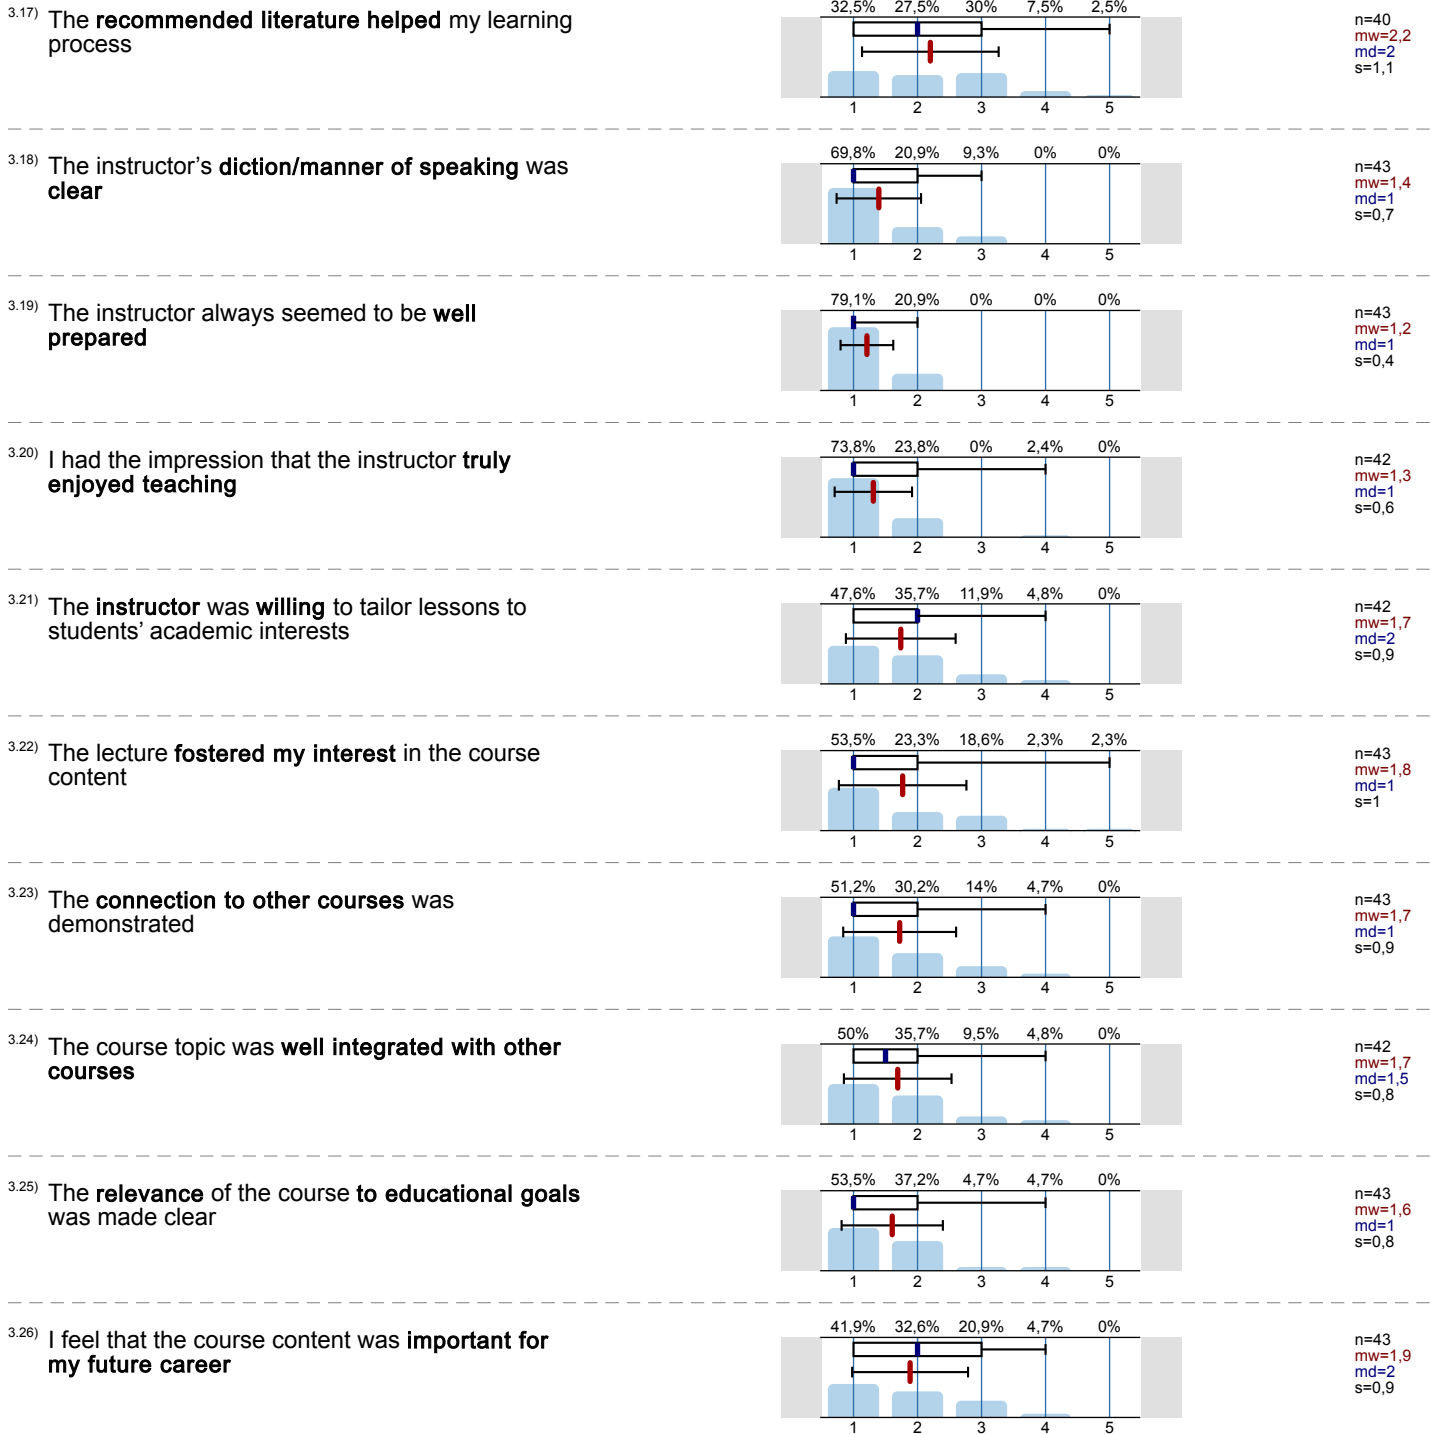 32,5% 27,5% 30% 7,5% 2,5%
3.17) The recommended literature helped my learning
process
n=40
mw=2,2
md=2
s=1,1
1 2 3 4 5
69,8% 20,9% 9,3% 0% 0%
3.18) The instructor's diction/manner of speaking was
clear
n=43
mw=1,4
md=1
s=0,7
1 2 3 4 5
79,1% 20,9% 0% 0% 0%
3.19) The instructor always seemed to be well
prepared
n=43
mw=1,2
md=1
s=0,4
1 2 3 4 5
73,8% 23,8% 0% 2,4% 0%
3.20) I had the impression that the instructor truly
enjoyed teaching
n=42
mw=1,3
md=1
s=0,6
1 2 3 4 5
47,6% 35,7% 11,9% 4,8% 0%
3.21) The instructor was willing to tailor lessons to
students' academic interests
n=42
mw=1,7
md=2
s=0,9
1 2 3 4 5
53,5% 23,3% 18,6% 2,3% 2,3%
3.22) The lecture fostered my interest in the course
content
n=43
mw=1,8
md=1
s=1
1 2 3 4 5
51,2% 30,2% 14% 4,7% 0%
3.23) The connection to other courses was
demonstrated
n=43
mw=1,7
md=1
s=0,9
1 2 3 4 5
50% 35,7% 9,5% 4,8% 0%
3.24) The course topic was well integrated with other
courses
n=42
mw=1,7
md=1,5
s=0,8
1 2 3 4 5
53,5% 37,2% 4,7% 4,7% 0%
3.25) The relevance of the course to educational goals
was made clear
n=43
mw=1,6
md=1
s=0,8
1 2 3 4 5
41,9% 32,6% 20,9% 4,7% 0%
3.26) I feel that the course content was important for
my future career
n=43
mw=1,9
md=2
s=0,9
1 2 3 4 5